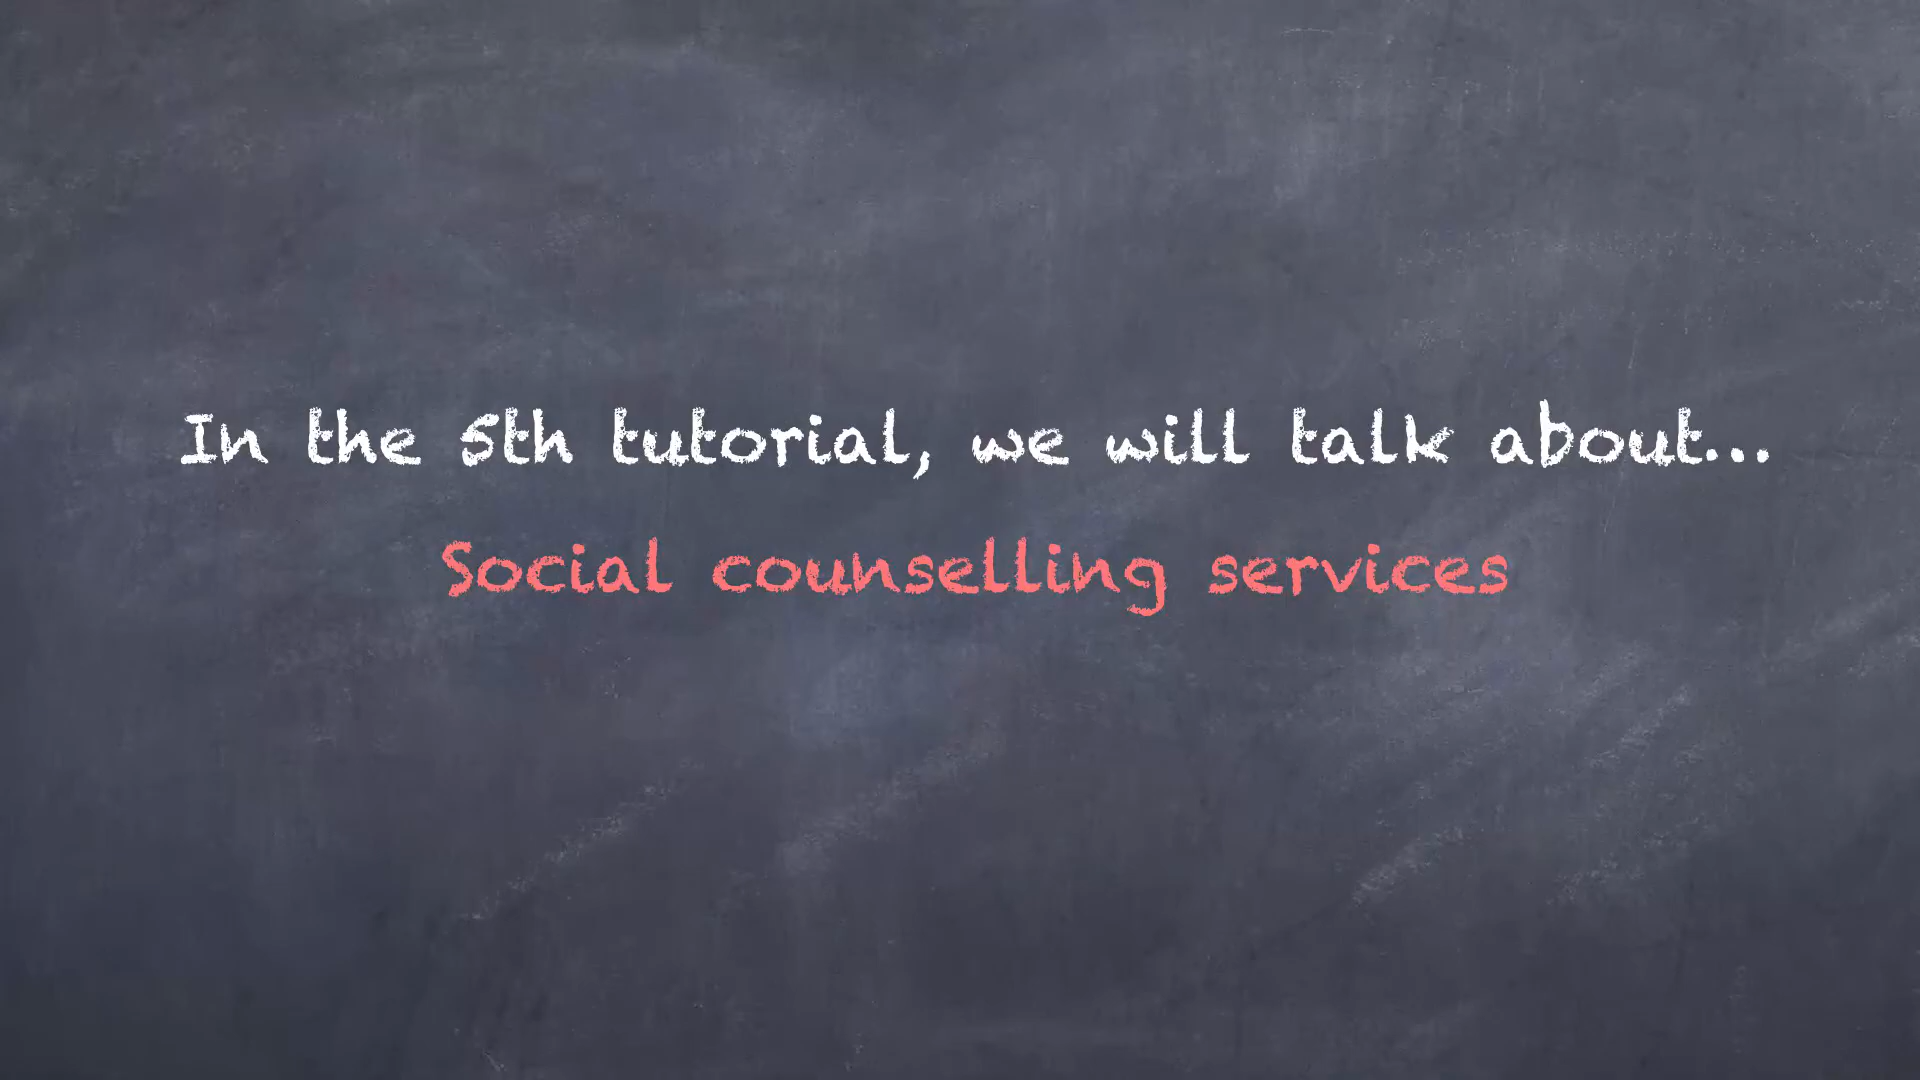 In the 5th tutorial, we will talk about...
Social counselling services